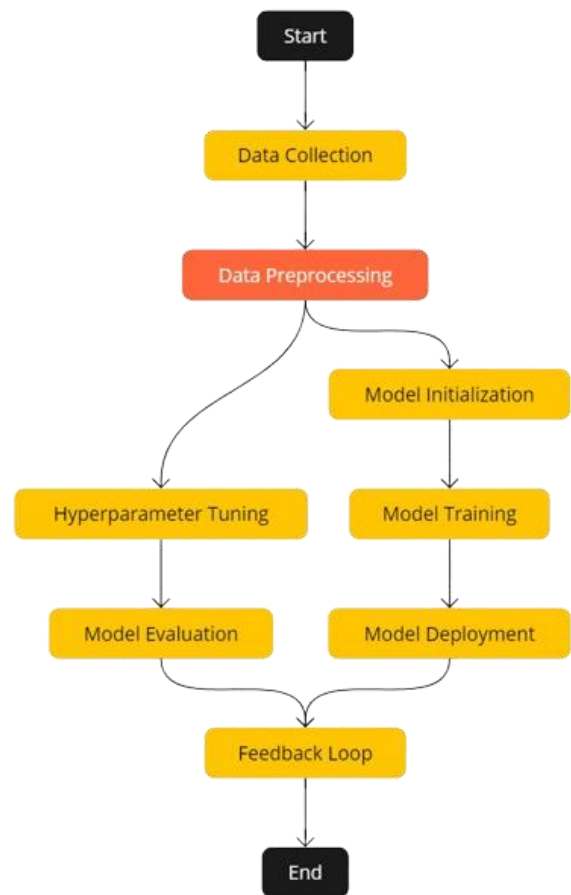 Start
Data Collection
Data Preprocessing
Model Initialization
Hyperparameter Tuning
Model Training
Model Evaluation
Model Deployment
Feedback Loop
End